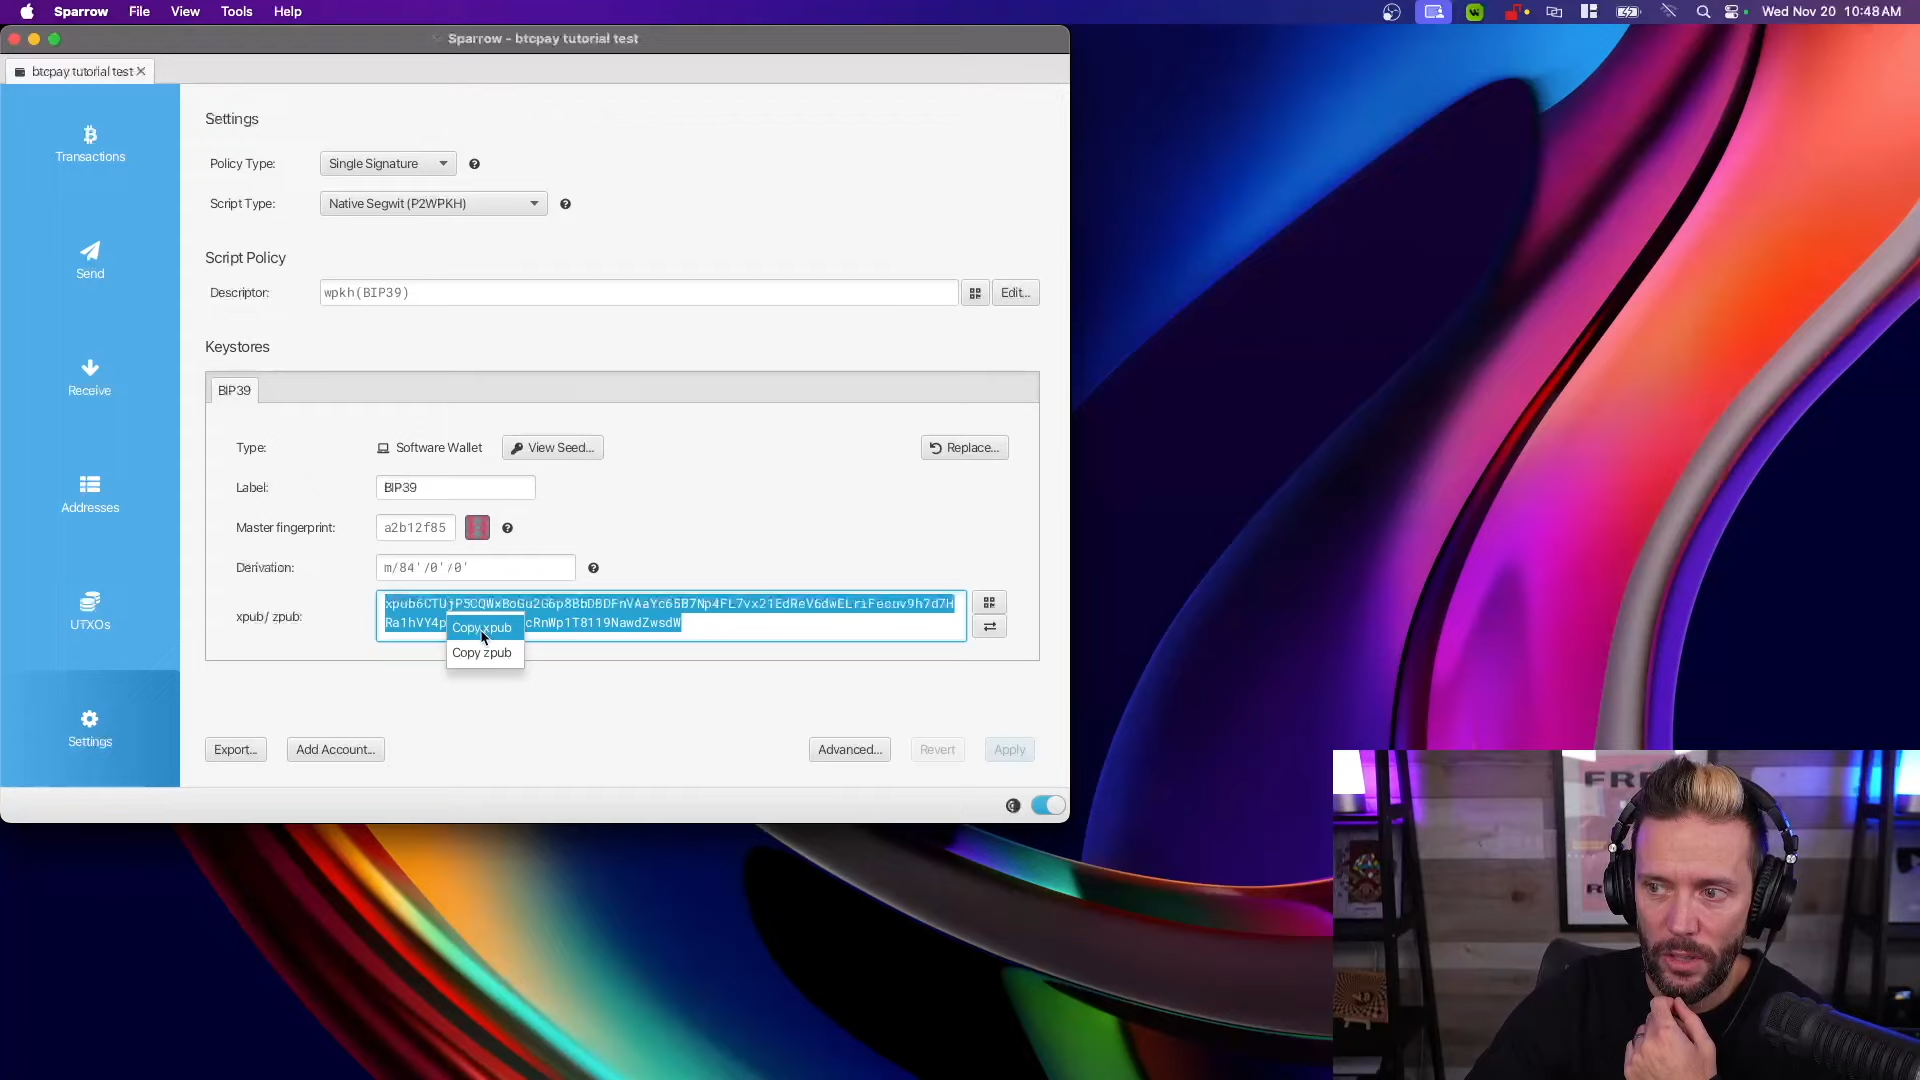 Sparrow File View Tools Help
Wed Nov 20 10:48 AM
Sparrow - btcpay tutorial test
btcpay tutorial test
Transactions
Send
Receive
Addresses
UTXOs
Settings
Settings
Policy Type: Single Signature
Script Type: Native Segwit (P2WPKH)
Script Policy
Descriptor: wpkh(BIP39) Edit...
Keystores
BIP39
Type: Software Wallet View Seed... Replace...
Label: BIP39
Master fingerprint: a2b12f85
Derivation: m/84'/0'/0'
xpub / zpub:
Copy xpub
Copy zpub
Export... Add Account... Advanced... Revert Apply
FRE